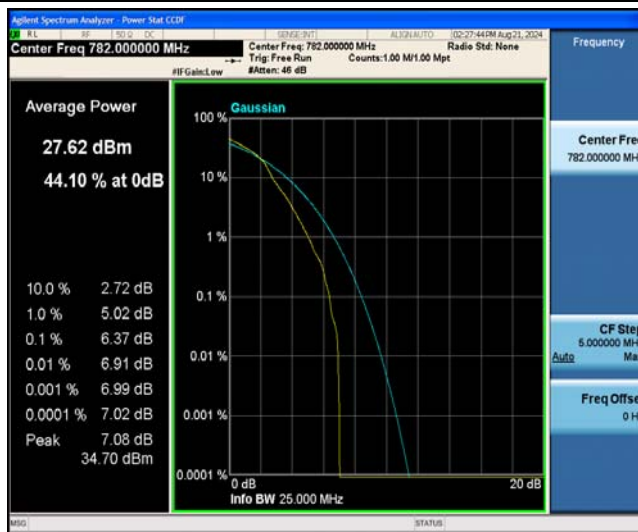 Agilent Spectrum Analyzer - Power Stat CCDF
RL RF 50 Ω DC SENSE:INT ALIGN AUTO 02:27:44 PM Aug 21, 2024
Center Freq 782.000000 MHz
Center Freq: 782.000000 MHz Radio Std: None
Trig: Free Run Counts:1.00 M/1.00 Mpt
#IFGain:Low #Atten: 46 dB
Frequency
Average Power
27.62 dBm
44.10 % at 0dB
10.0 % 2.72 dB
1.0 % 5.02 dB
0.1 % 6.37 dB
0.01 % 6.91 dB
0.001 % 6.99 dB
0.0001 % 7.02 dB
Peak 7.08 dB
34.70 dBm
Gaussian
100 %
10 %
1 %
0.1 %
0.01 %
0.001 %
0.0001 %
0 dB 20 dB
Info BW 25.000 MHz
Center Fre
782.000000 MH
CF Ste
5.000000 MH
Auto Ma
Freq Offse
0 H
MSG STATUS